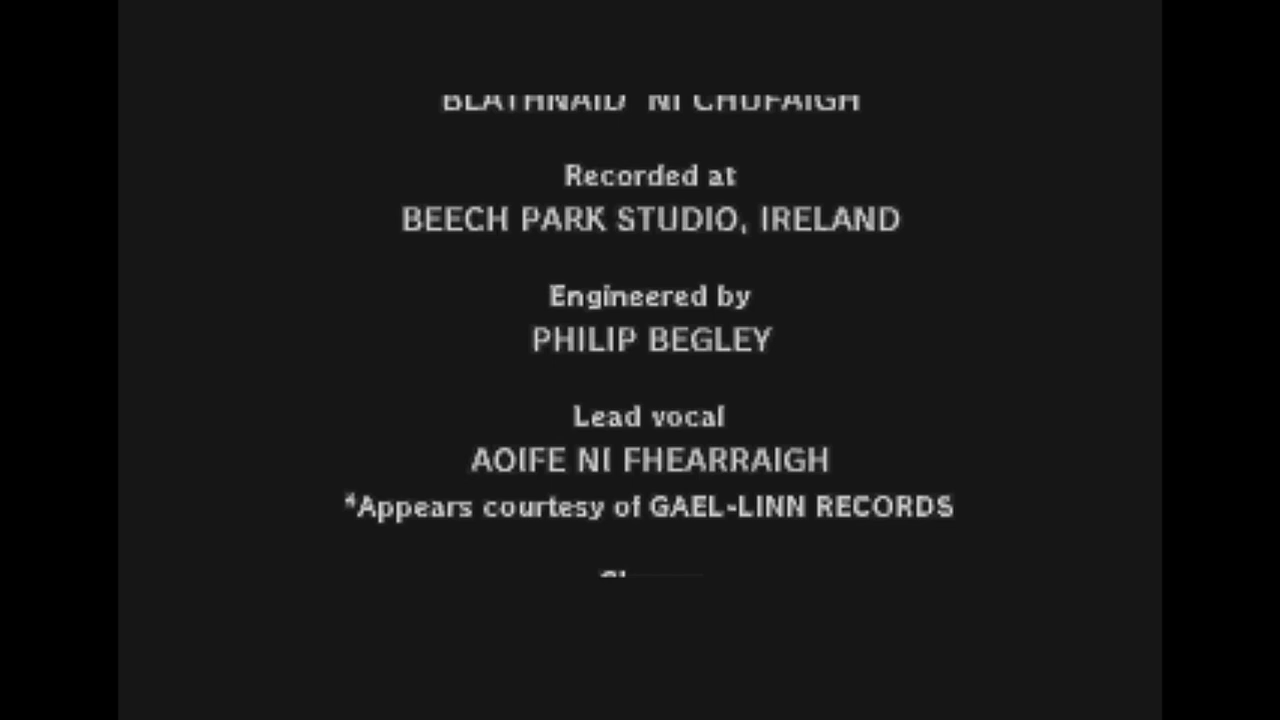 BLATHNAID NI CHOFAIGH
Recorded at
BEECH PARK STUDIO, IRELAND
Engineered by
PHILIP BEGLEY
Lead vocal
AOIFE NI FHEARRAIGH
*Appears courtesy of GAEL-LINN RECORDS